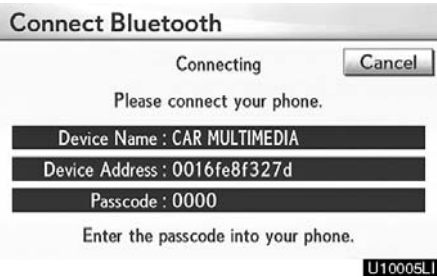 Connect Bluetooth
Connecting
Cancel
Please connect your phone.
Device Name : CAR MULTIMEDIA
Device Address : 0016fe8f327d
Passcode : 0000
Enter the passcode into your phone.
U10005LI